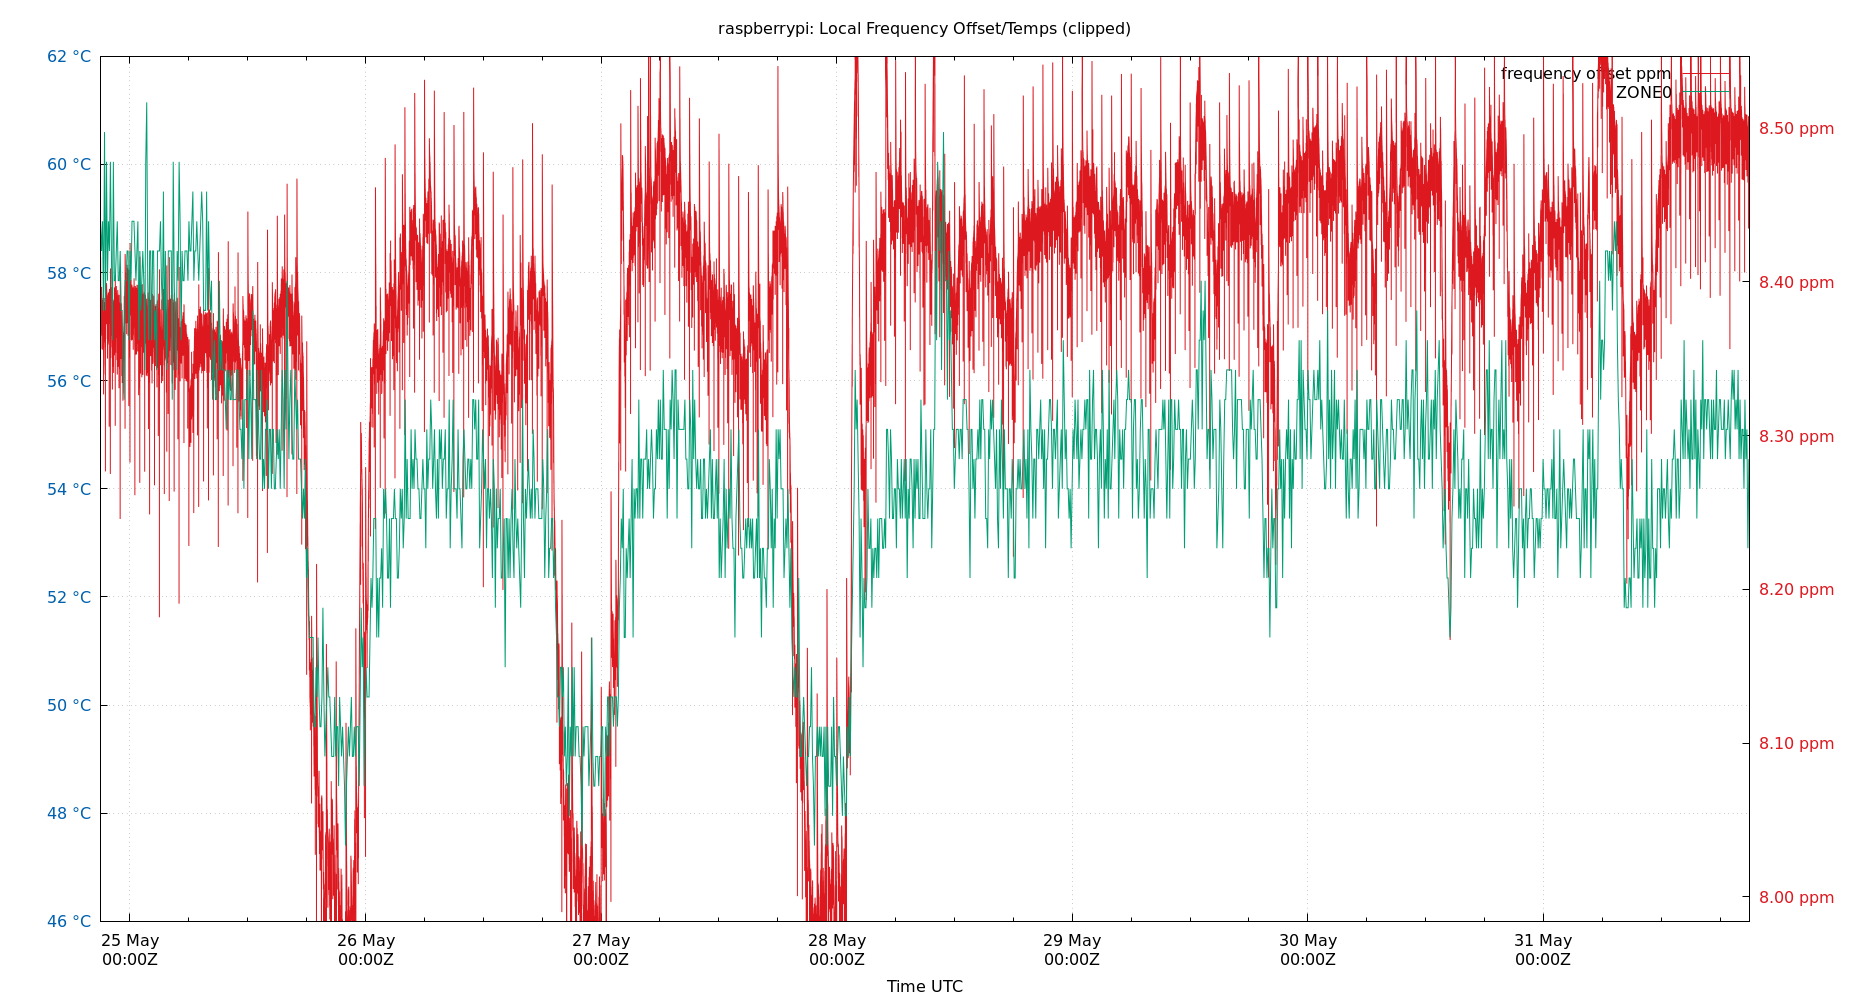 raspberrypi: Local Frequency Offset/Temps (clipped)
62 °C
60 °C
58 °C
56 °C
54 °C
52 °C
50 °C
48 °C
46 °C
frequency offset ppm
ZONE0
8.50 ppm
8.40 ppm
8.30 ppm
8.20 ppm
8.10 ppm
8.00 ppm
25 May 26 May 27 May 28 May 29 May 30 May 31 May
00:00Z 00:00Z 00:00Z 00:00Z 00:00Z 00:00Z 00:00Z
Time UTC